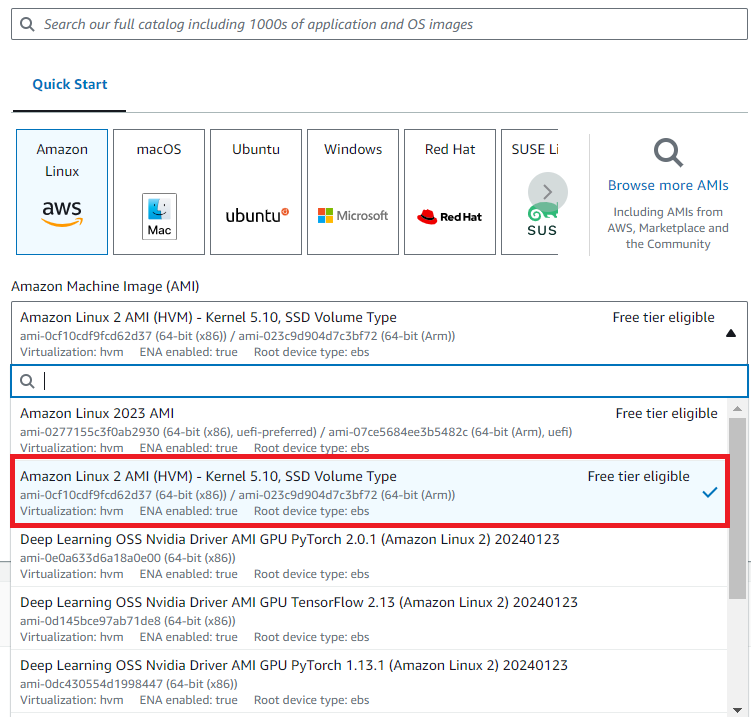 Search our full catalog including 1000s of application and OS images
Quick Start
Amazon
Linux
aws
macOS
Mac
Ubuntu
ubuntu
Windows
Microsoft
Red Hat
Red Hat
SUSE Li
SUS
Browse more AMIs
Including AMIs from
AWS, Marketplace and
the Community
Amazon Machine Image (AMI)
Amazon Linux 2 AMI (HVM) - Kernel 5.10, SSD Volume Type Free tier eligible
ami-0cf10cdf9fcd62d37 (64-bit (x86)) / ami-023c9d904d7c3bf72 (64-bit (Arm))
Virtualization: hvm ENA enabled: true Root device type: ebs
Amazon Linux 2023 AMI Free tier eligible
ami-0277155c3f0ab2930 (64-bit (x86), uefi-preferred) / ami-07ce5684ee3b5482c (64-bit (Arm), uefi)
Virtualization: hvm ENA enabled: true Root device type: ebs
Amazon Linux 2 AMI (HVM) - Kernel 5.10, SSD Volume Type Free tier eligible
ami-0cf10cdf9fcd62d37 (64-bit (x86)) / ami-023c9d904d7c3bf72 (64-bit (Arm))
Virtualization: hvm ENA enabled: true Root device type: ebs
Deep Learning OSS Nvidia Driver AMI GPU PyTorch 2.0.1 (Amazon Linux 2) 20240123
ami-0e0a633d6a18a0e00 (64-bit (x86))
Virtualization: hvm ENA enabled: true Root device type: ebs
Deep Learning OSS Nvidia Driver AMI GPU TensorFlow 2.13 (Amazon Linux 2) 20240123
ami-0d145bce97ab71de8 (64-bit (x86))
Virtualization: hvm ENA enabled: true Root device type: ebs
Deep Learning OSS Nvidia Driver AMI GPU PyTorch 1.13.1 (Amazon Linux 2) 20240123
ami-0dc430554d1998447 (64-bit (x86))
Virtualization: hvm ENA enabled: true Root device type: ebs